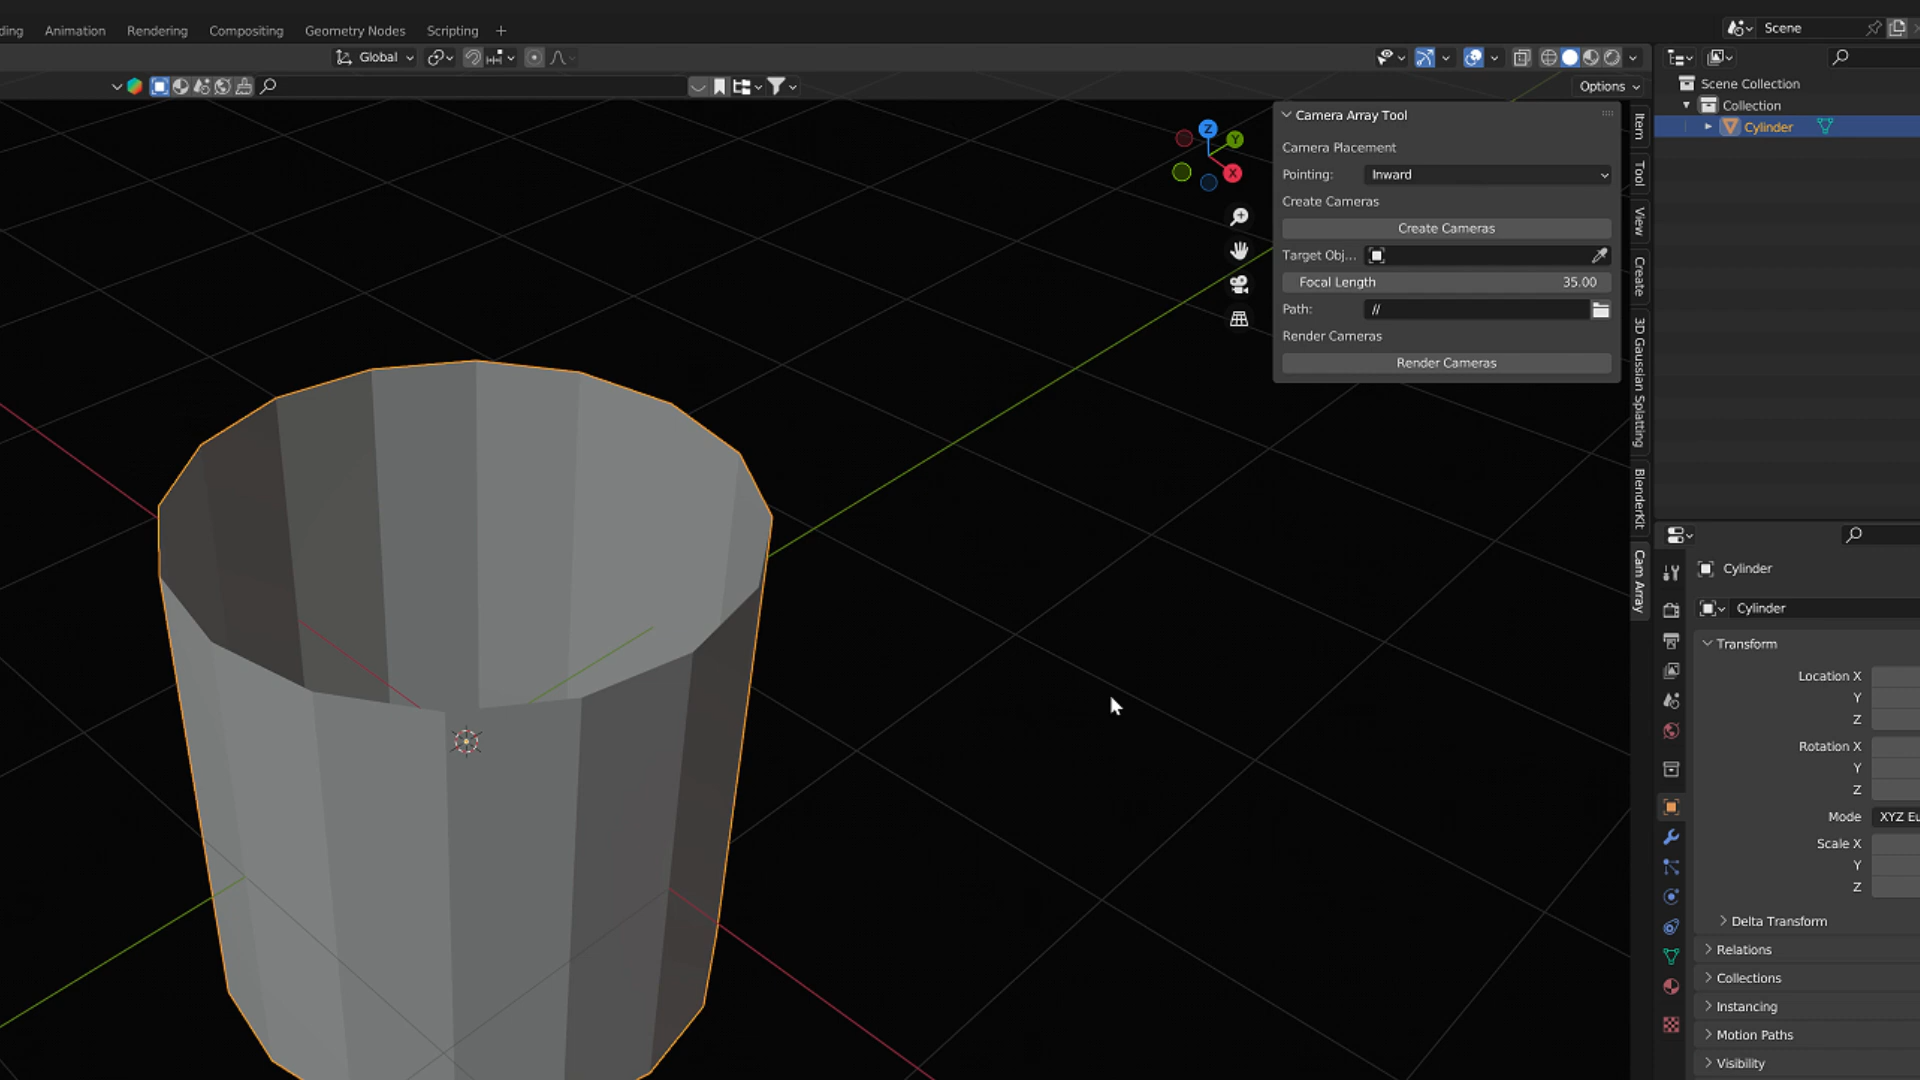 ding Animation Rendering Compositing Geometry Nodes Scripting +
Scene
Global
Options
Scene Collection
Collection
Cylinder
Z
Y
X
Camera Array Tool
Camera Placement
Pointing: Inward
Create Cameras
Create Cameras
Target Obj...
Focal Length 35.00
Path: //
Render Cameras
Render Cameras
Item
Tool
View
Create
3D Gaussian Splatting
BlenderKit
Cam Array
Cylinder
Cylinder
Transform
Location X
Y
Z
Rotation X
Y
Z
Mode XYZ Eu
Scale X
Y
Z
Delta Transform
Relations
Collections
Instancing
Motion Paths
Visibility